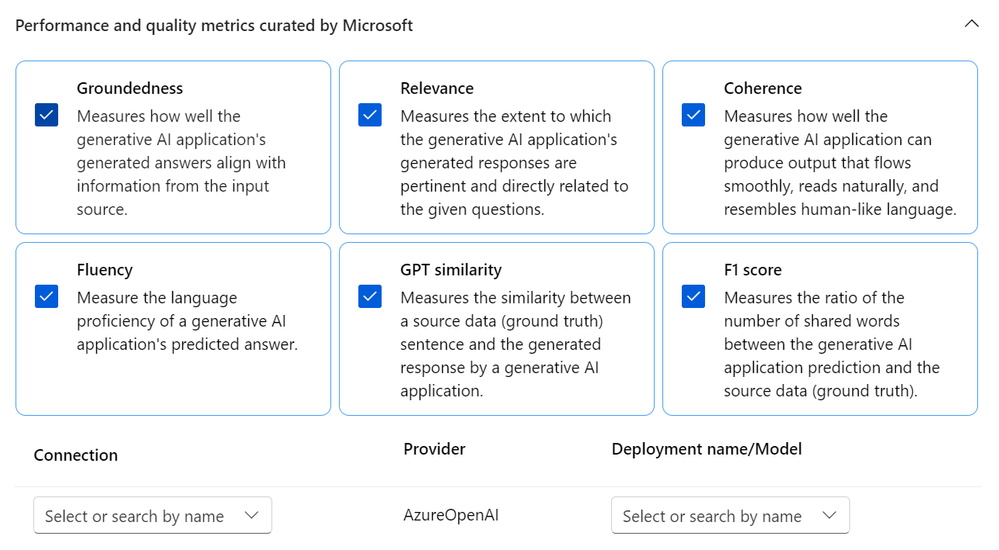 Performance and quality metrics curated by Microsoft
Groundedness
Measures how well the
generative AI application's
generated answers align with
information from the input
source.
Relevance
Measures the extent to which
the generative AI application's
generated responses are
pertinent and directly related to
the given questions.
Coherence
Measures how well the
generative AI application can
produce output that flows
smoothly, reads naturally, and
resembles human-like language.
Fluency
Measure the language
proficiency of a generative AI
application's predicted answer.
GPT similarity
Measures the similarity between
a source data (ground truth)
sentence and the generated
response by a generative AI
application.
F1 score
Measures the ratio of the
number of shared words
between the generative AI
application prediction and the
source data (ground truth).
Connection
Provider
Deployment name/Model
Select or search by name
AzureOpenAI
Select or search by name